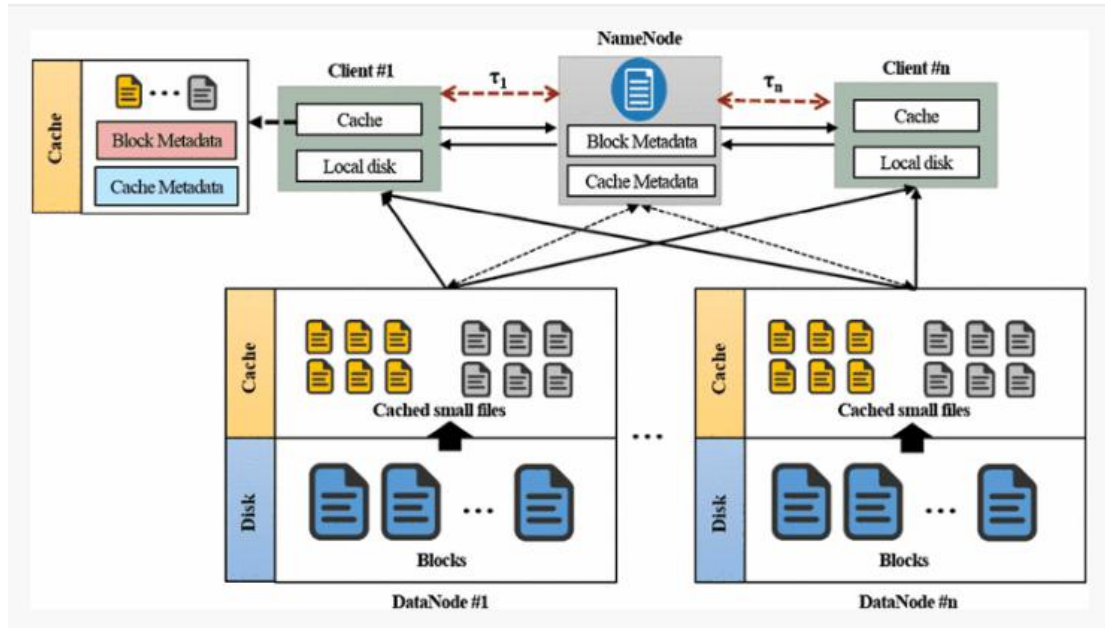 NameNode
Client #1
τ1
τn
Client #n
Cache
Block Metadata
Cache Metadata
Cache
Local disk
Block Metadata
Cache Metadata
Cache
Local disk
Cache
Cached small files
Disk
Blocks
DataNode #1
...
Cache
Cached small files
Disk
Blocks
DataNode #n